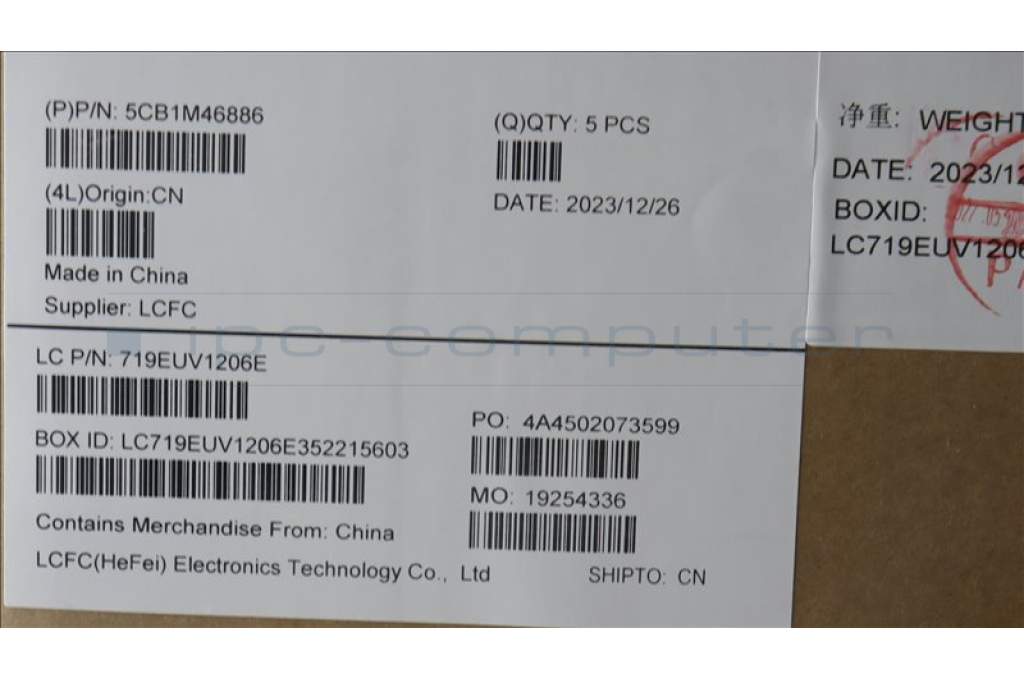 (P)P/N: 5CB1M46886
(4L)Origin:CN
Made in China
Supplier: LCFC
(Q)QTY: 5 PCS
DATE: 2023/12/26
净重: WEIGHT
DATE: 2023/12
BOXID:
LC719EUV1206
ipc-computer
LC P/N: 719EUV1206E
BOX ID: LC719EUV1206E352215603
Contains Merchandise From: China
LCFC(HeFei) Electronics Technology Co., Ltd
PO: 4A4502073599
MO: 19254336
SHIPTO: CN